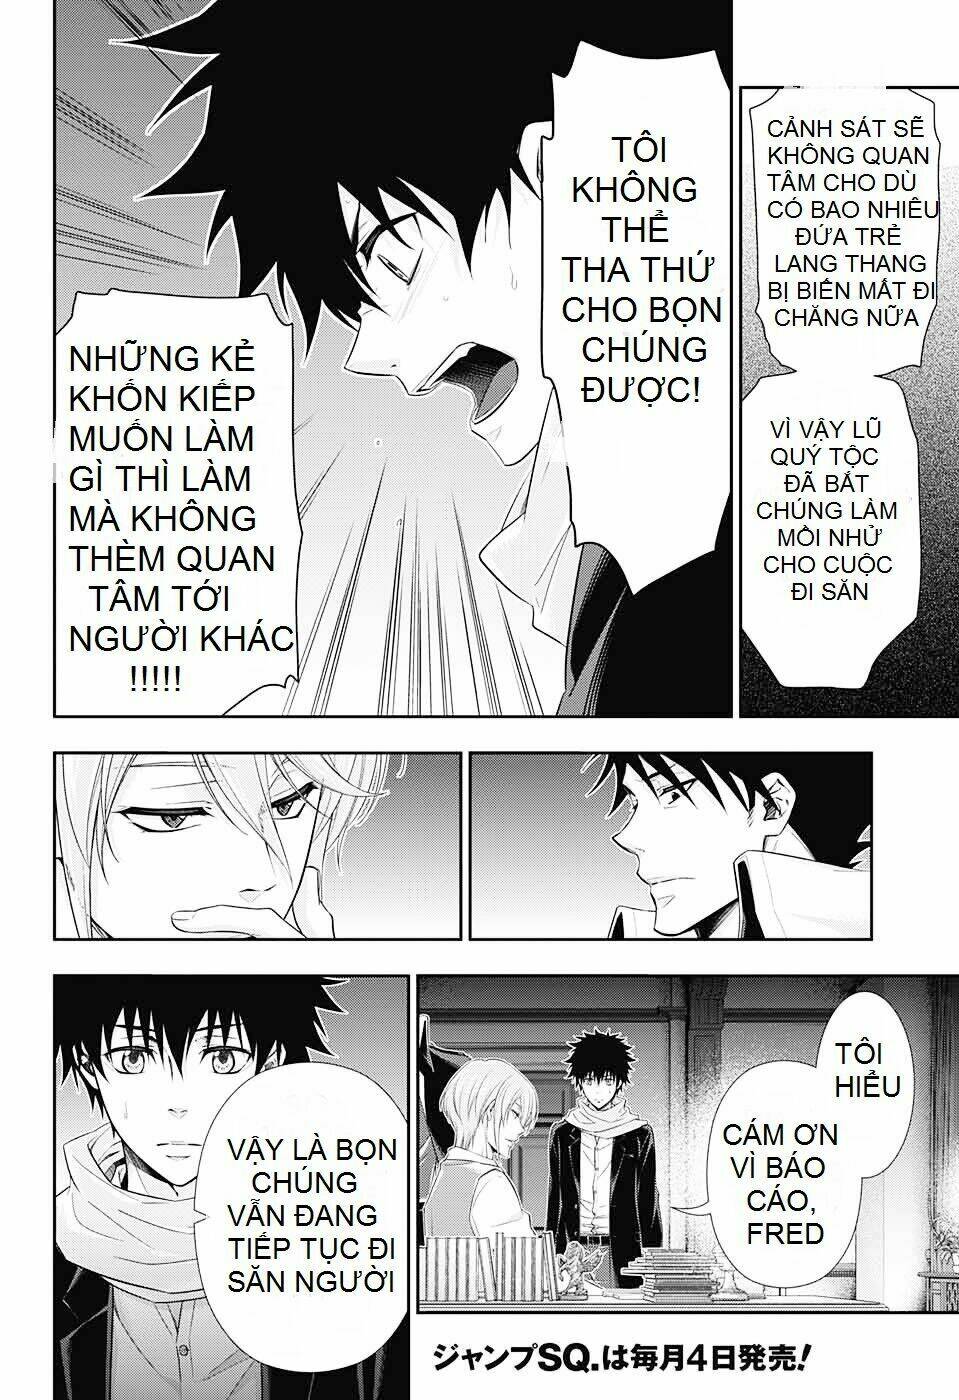 CẢNH SÁT SẼ
KHÔNG QUAN
TÂM CHO DÙ
CÓ BAO NHIÊU
ĐỨA TRẺ
LANG THANG
BỊ BIẾN MẤT ĐI
CHĂNG NỮA
VÌ VẬY LŨ
QUÝ TỘC
ĐÃ BẮT
CHÚNG LÀM
MỒI NHỬ
CHO CUỘC
ĐI SĂN
TÔI
KHÔNG
THỂ
THA THỨ
CHO BỌN
CHÚNG
ĐƯỢC!
NHỮNG KẺ
KHỐN KIẾP
MUỐN LÀM
GÌ THÌ LÀM
MÀ KHÔNG
THÈM QUAN
TÂM TỚI
NGƯỜI KHÁC
!!!!!
TÔI
HIỂU
CÁM ƠN
VÌ BÁO
CÁO,
FRED
VẬY LÀ BỌN
CHÚNG
VẪN ĐANG
TIẾP TỤC ĐI
SĂN NGƯỜI
ジャンプSQ.は毎月4日発売!